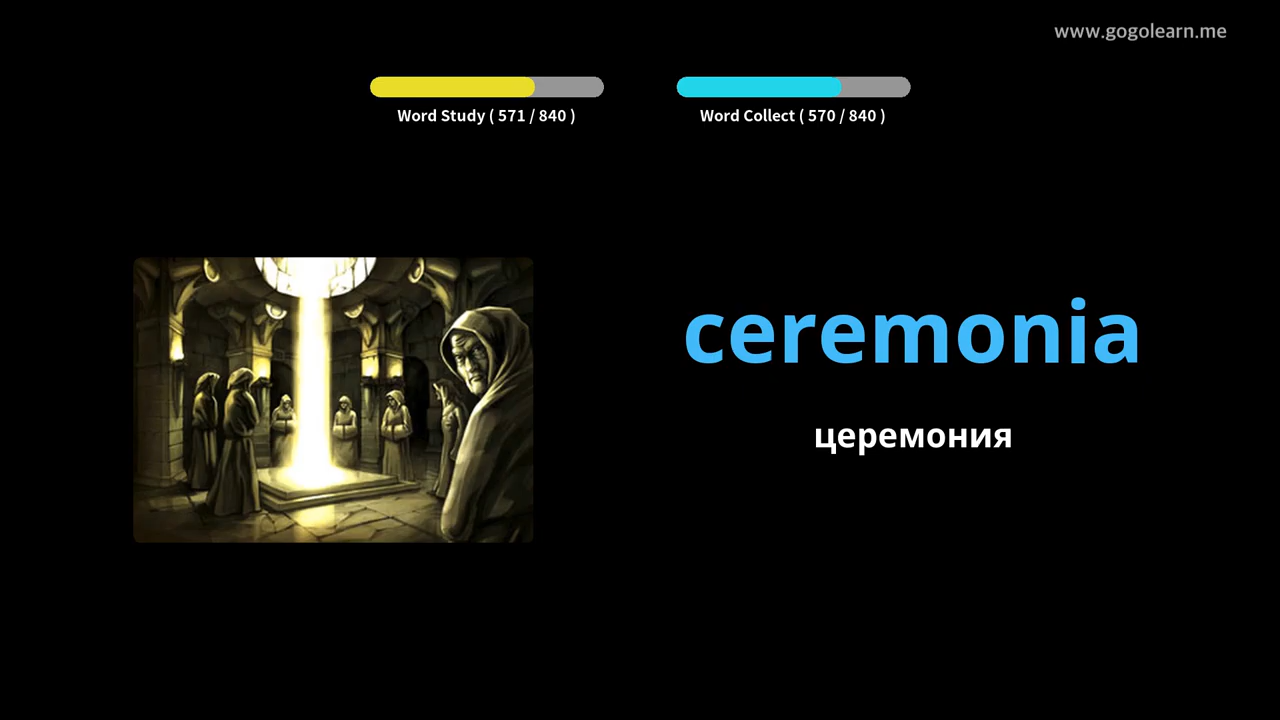 www.gogolearn.me
Word Study ( 571 / 840 )
Word Collect ( 570 / 840 )
ceremonia
церемония